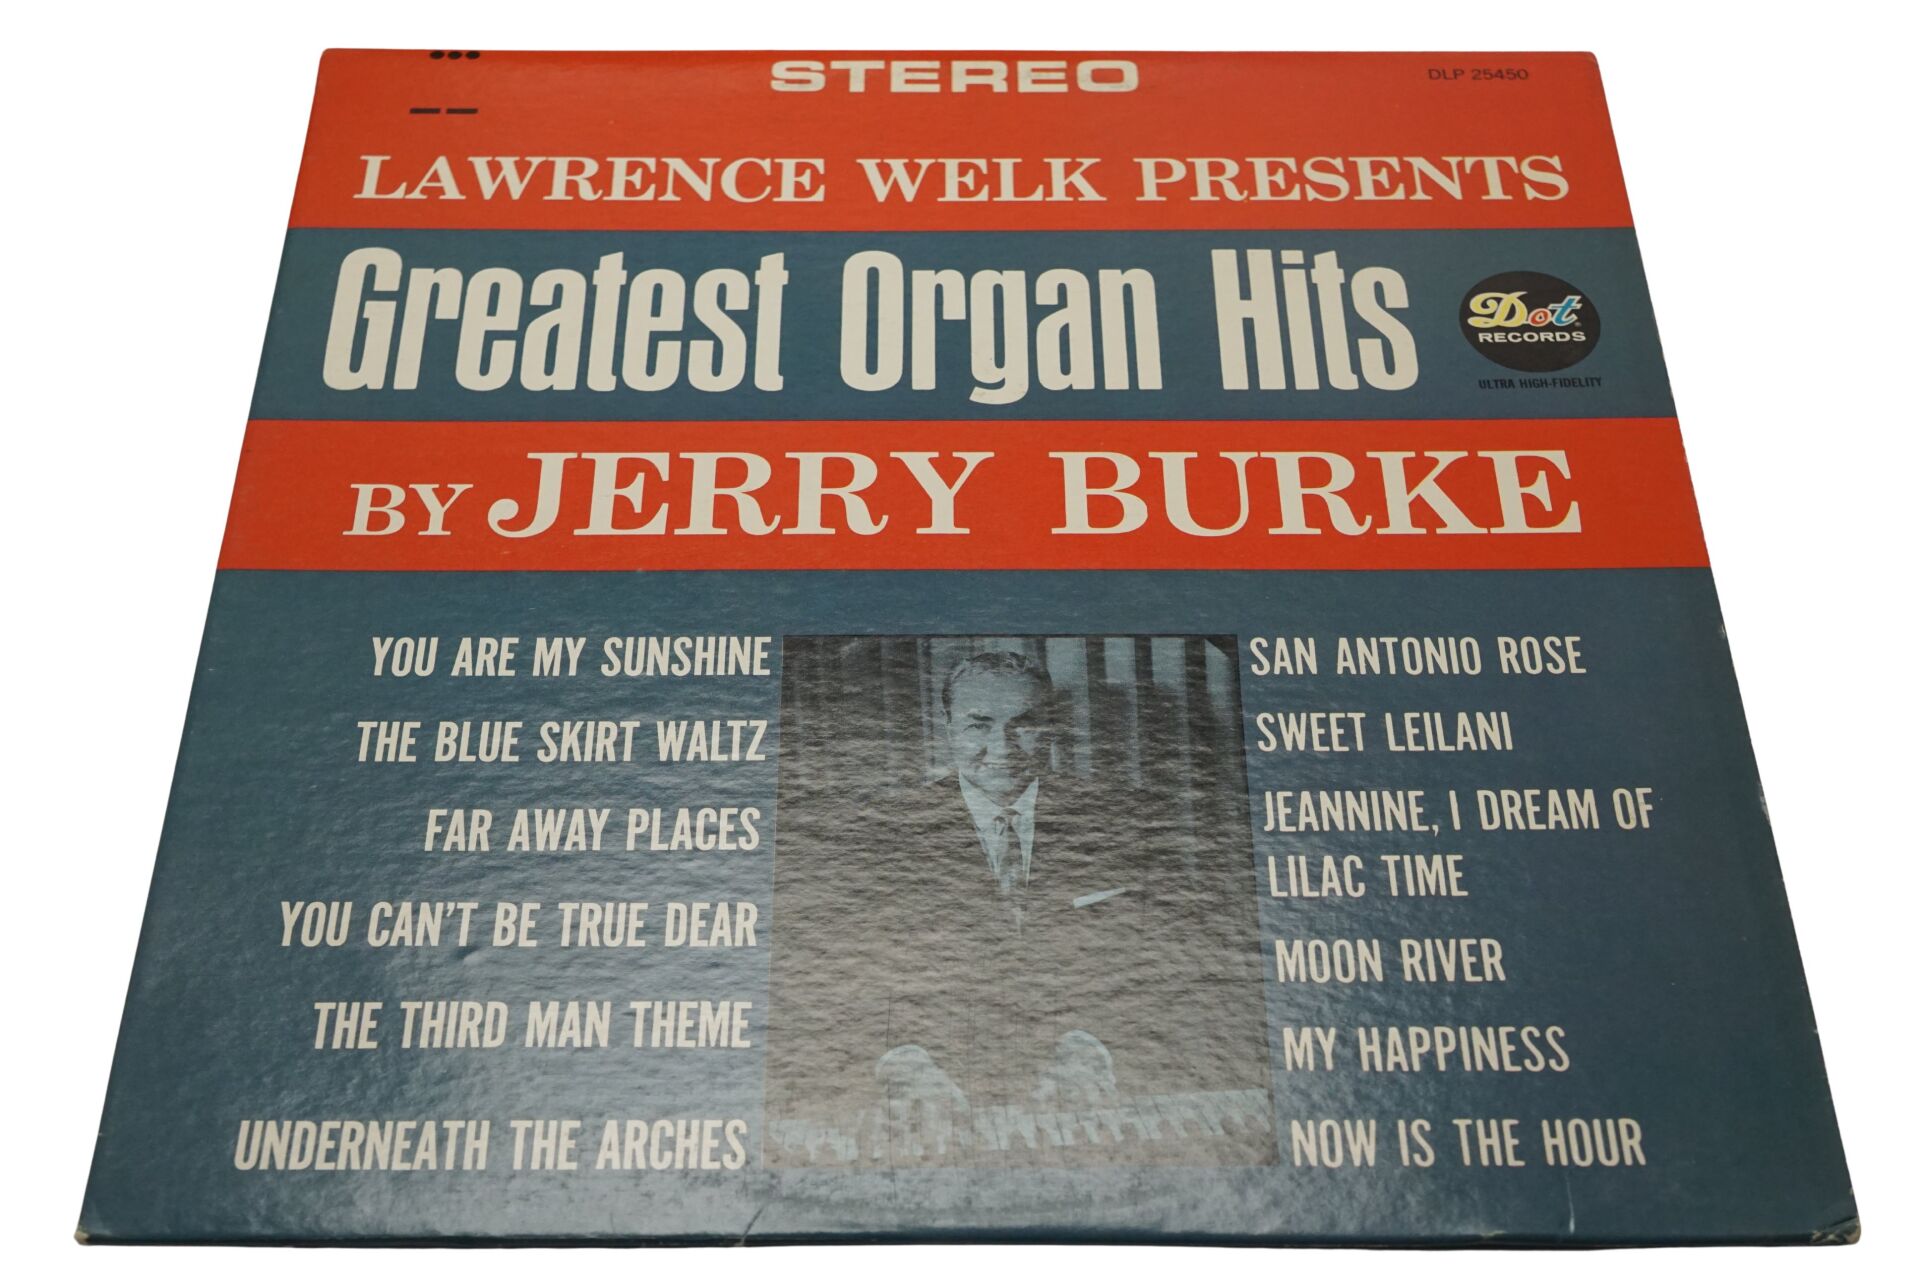 STEREO
DLP 25450
LAWRENCE WELK PRESENTS
Greatest Organ Hits
Dot
RECORDS
ULTRA HIGH-FIDELITY
BY JERRY BURKE
YOU ARE MY SUNSHINE
THE BLUE SKIRT WALTZ
FAR AWAY PLACES
YOU CAN'T BE TRUE DEAR
THE THIRD MAN THEME
UNDERNEATH THE ARCHES
SAN ANTONIO ROSE
SWEET LEILANI
JEANNINE, I DREAM OF
LILAC TIME
MOON RIVER
MY HAPPINESS
NOW IS THE HOUR